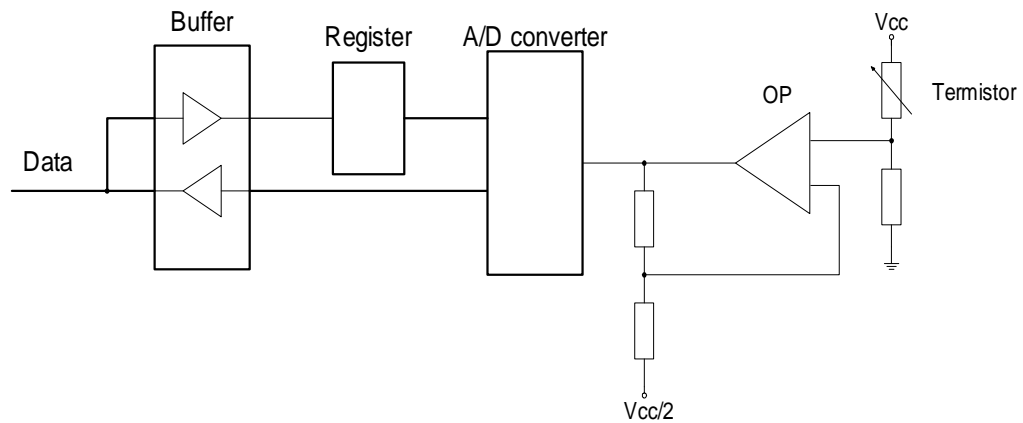 Buffer
Register
A/D converter
Vcc
OP
Termistor
Data
Vcc/2